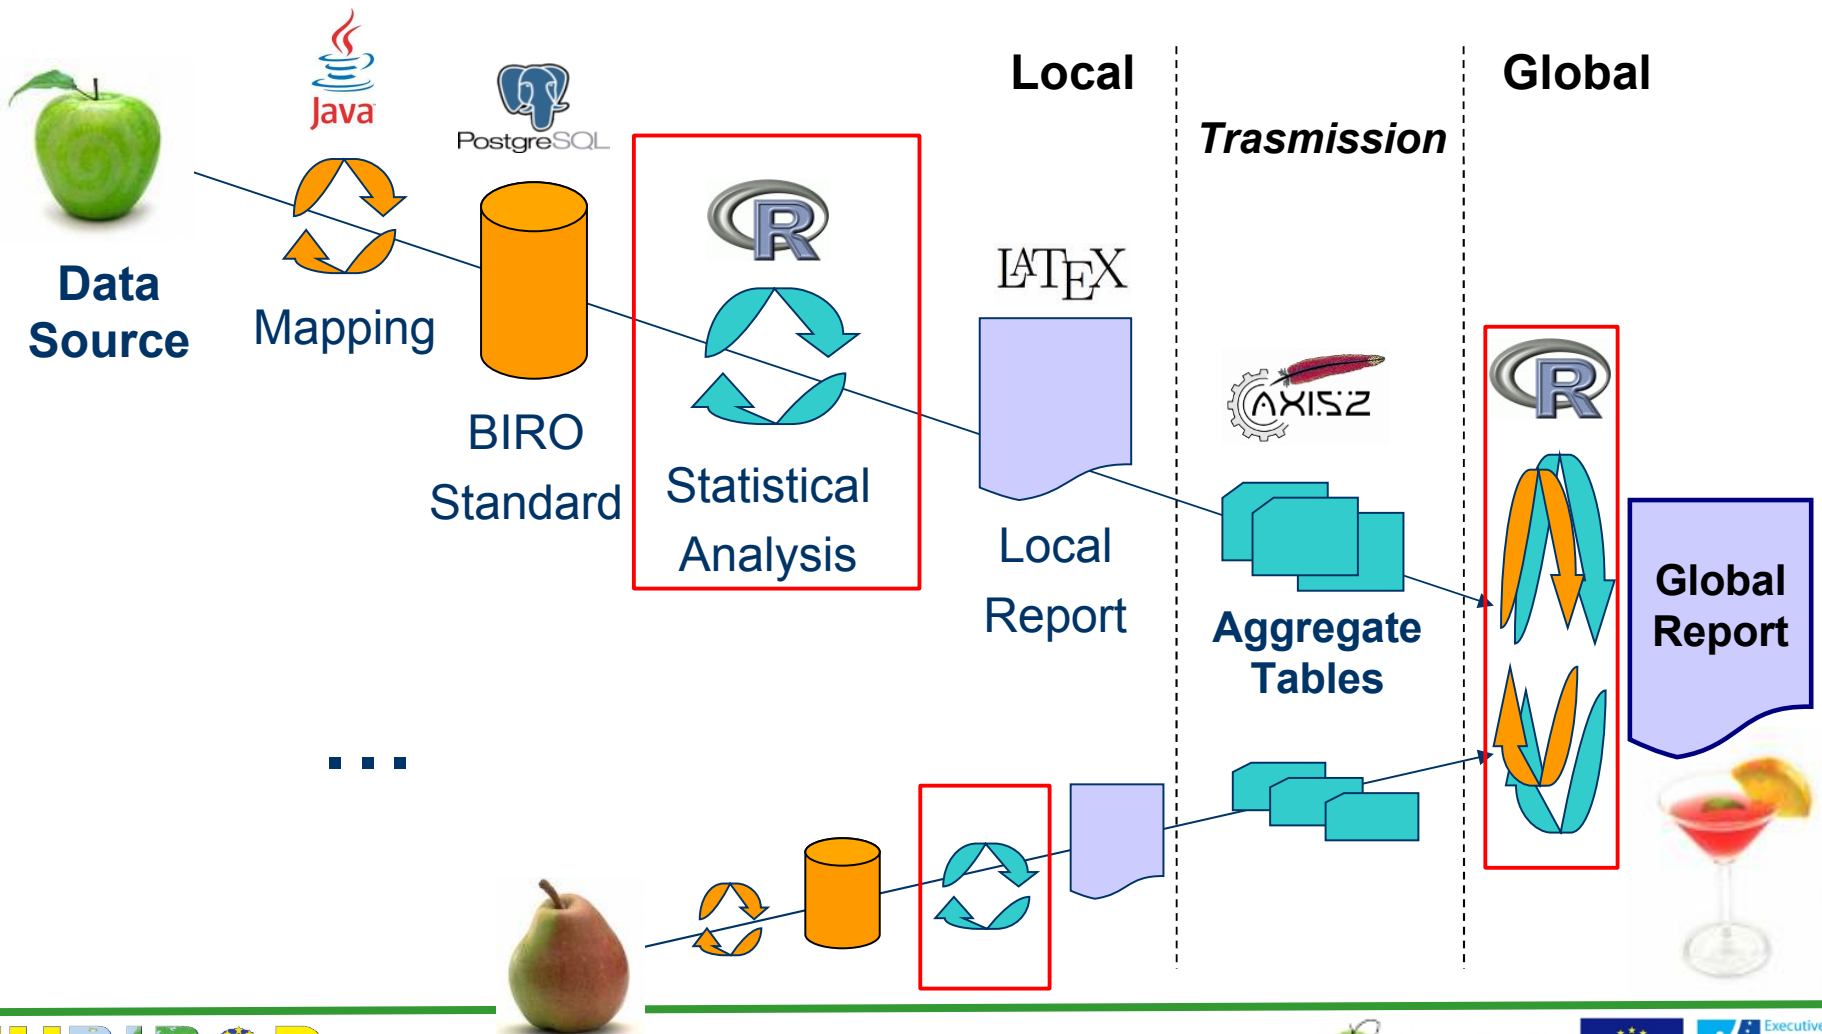 Java
PostgreSQL
Local
Global
Trasmission
Data
Source
Mapping
BIRO
Standard
R
Statistical
Analysis
LATEX
Local
Report
AXIS2
Aggregate
Tables
R
Global
Report
...
Executive